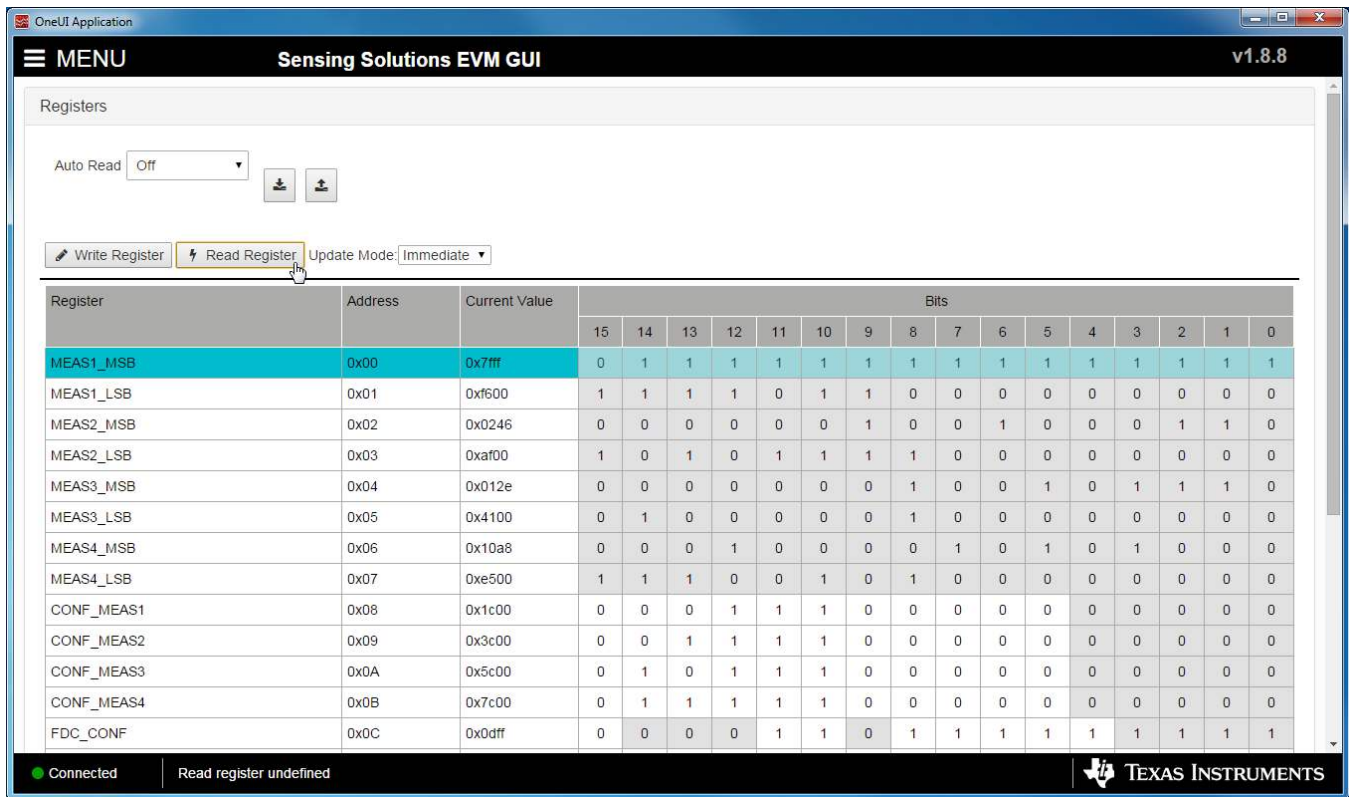 OneUI Application
MENU Sensing Solutions EVM GUI v1.8.8
Registers
Auto Read Off
Write Register Read Register Update Mode: Immediate
Register Address Current Value Bits
15 14 13 12 11 10 9 8 7 6 5 4 3 2 1 0
MEAS1_MSB 0x00 0x7fff 0 1 1 1 1 1 1 1 1 1 1 1 1 1 1 1
MEAS1_LSB 0x01 0xf600 1 1 1 1 0 1 1 0 0 0 0 0 0 0 0 0
MEAS2_MSB 0x02 0x0246 0 0 0 0 0 0 1 0 0 1 0 0 0 1 1 0
MEAS2_LSB 0x03 0xaf00 1 0 1 0 1 1 1 1 0 0 0 0 0 0 0 0
MEAS3_MSB 0x04 0x012e 0 0 0 0 0 0 0 1 0 0 1 0 1 1 1 0
MEAS3_LSB 0x05 0x4100 0 1 0 0 0 0 0 1 0 0 0 0 0 0 0 0
MEAS4_MSB 0x06 0x10a8 0 0 0 1 0 0 0 0 1 0 1 0 1 0 0 0
MEAS4_LSB 0x07 0xe500 1 1 1 0 0 1 0 1 0 0 0 0 0 0 0 0
CONF_MEAS1 0x08 0x1c00 0 0 0 1 1 1 0 0 0 0 0 0 0 0 0 0
CONF_MEAS2 0x09 0x3c00 0 0 1 1 1 1 0 0 0 0 0 0 0 0 0 0
CONF_MEAS3 0x0A 0x5c00 0 1 0 1 1 1 0 0 0 0 0 0 0 0 0 0
CONF_MEAS4 0x0B 0x7c00 0 1 1 1 1 1 0 0 0 0 0 0 0 0 0 0
FDC_CONF 0x0C 0x0dff 0 0 0 0 1 1 0 1 1 1 1 1 1 1 1 1
Connected Read register undefined TEXAS INSTRUMENTS